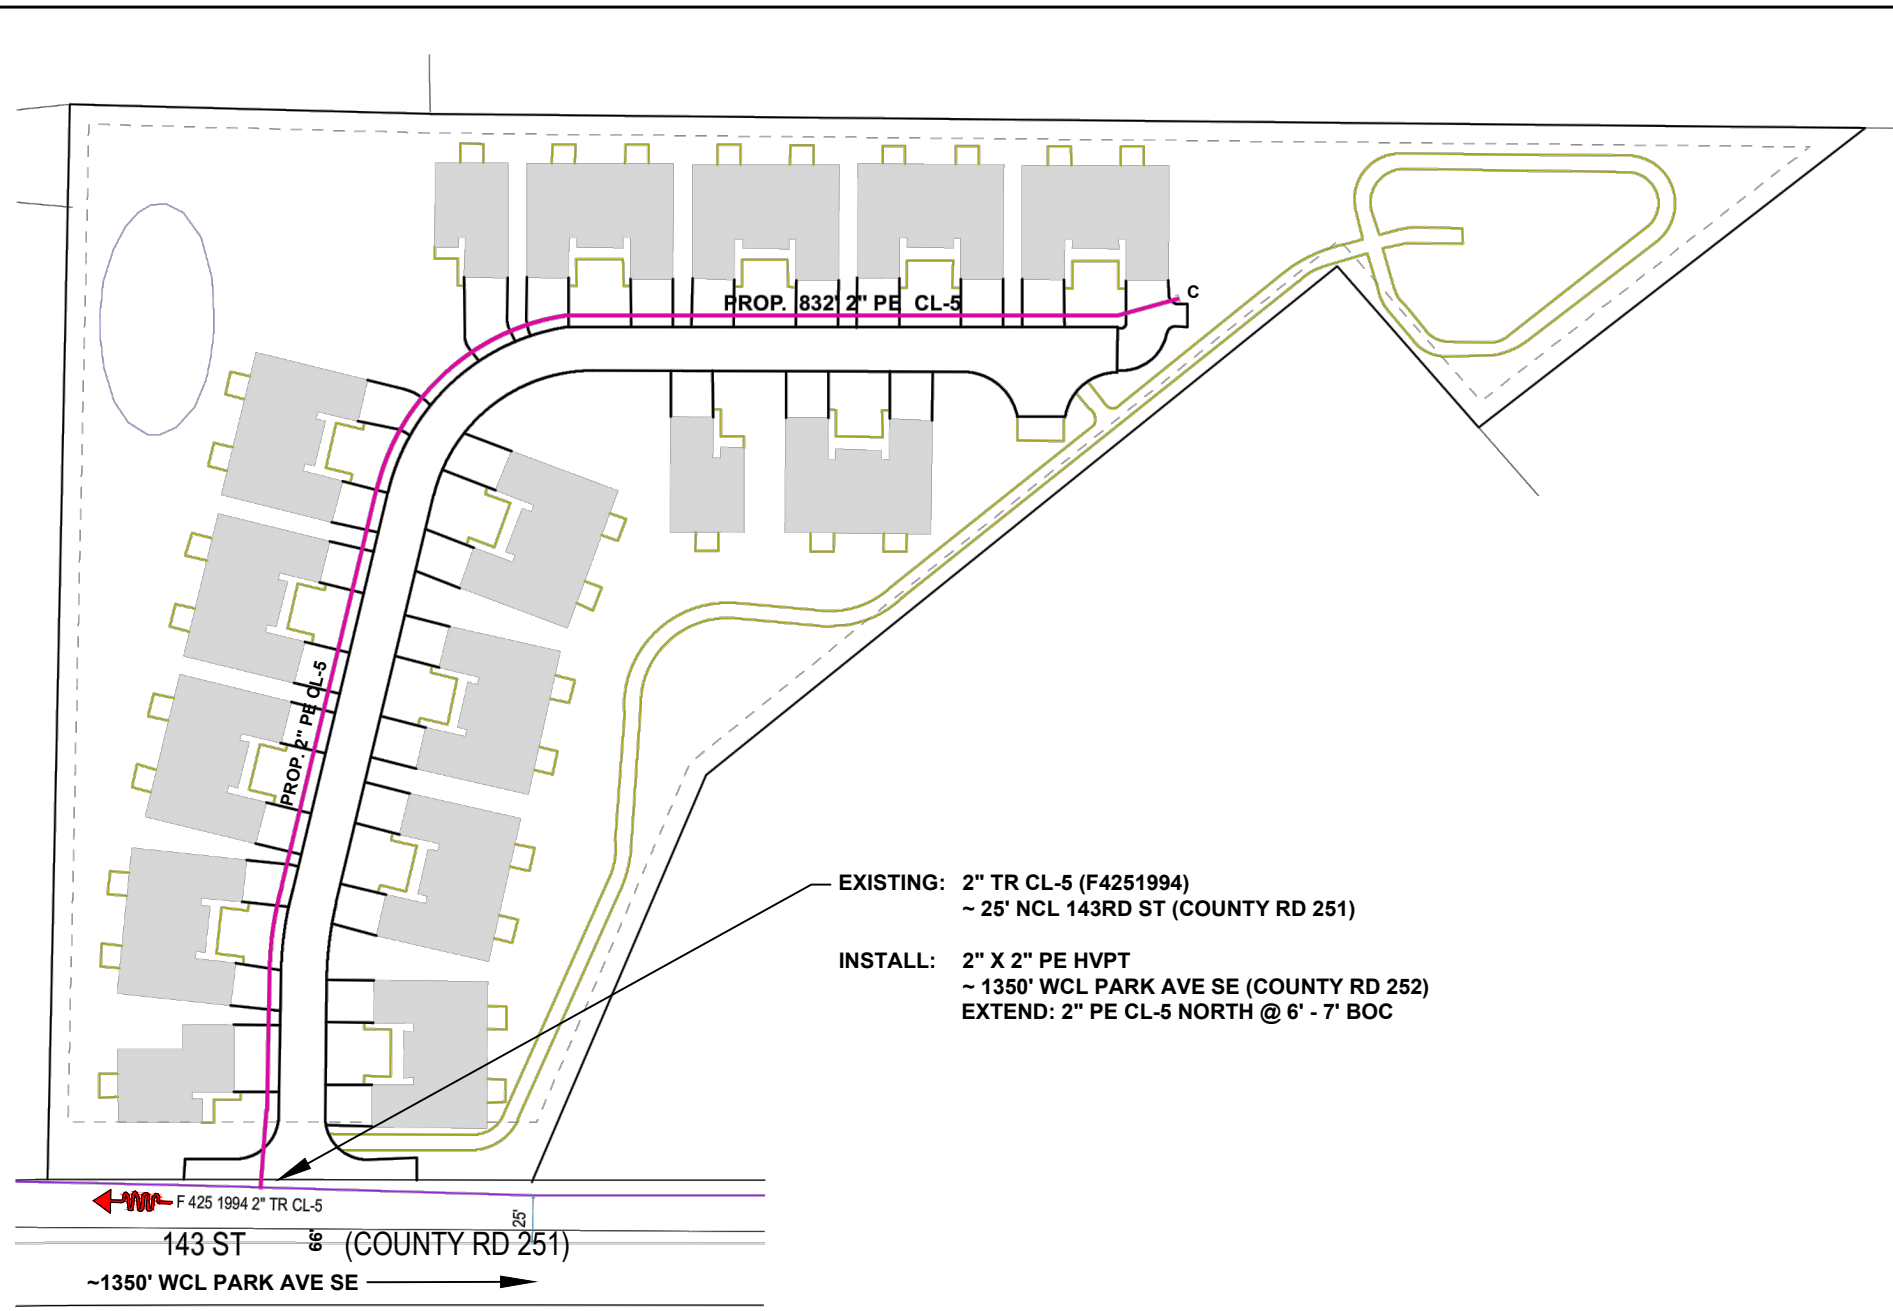 PROP. 832' 2" PE CL-5
C
PROP. 2" PE CL-5
EXISTING: 2" TR CL-5 (F4251994)
~ 25' NCL 143RD ST (COUNTY RD 251)
INSTALL: 2" X 2" PE HVPT
~ 1350' WCL PARK AVE SE (COUNTY RD 252)
EXTEND: 2" PE CL-5 NORTH @ 6' - 7' BOC
F 425 1994 2" TR CL-5
25'
143 ST 66' (COUNTY RD 251)
~1350' WCL PARK AVE SE